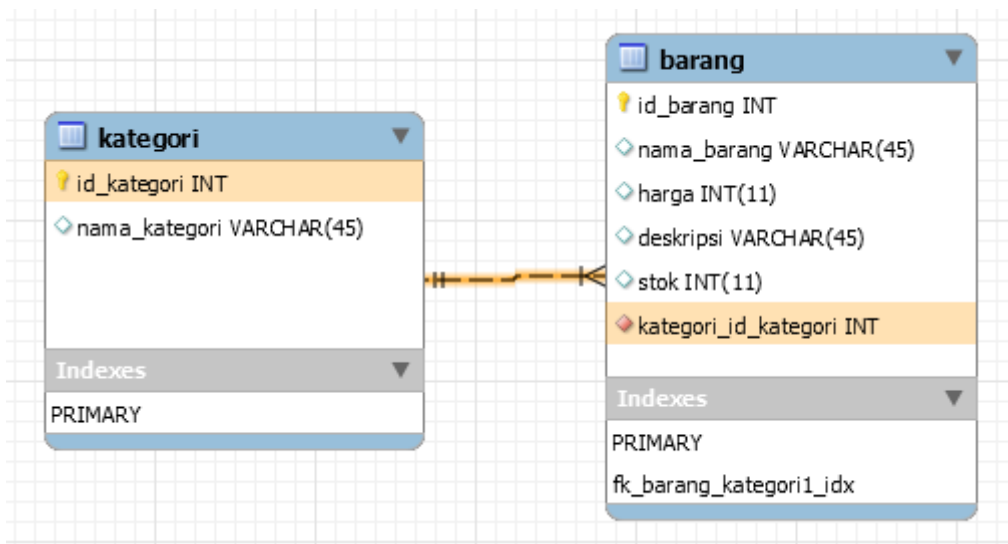 kategori
id_kategori INT
nama_kategori VARCHAR(45)
Indexes
PRIMARY
barang
id_barang INT
nama_barang VARCHAR(45)
harga INT(11)
deskripsi VARCHAR(45)
stok INT(11)
kategori_id_kategori INT
Indexes
PRIMARY
fk_barang_kategori1_idx